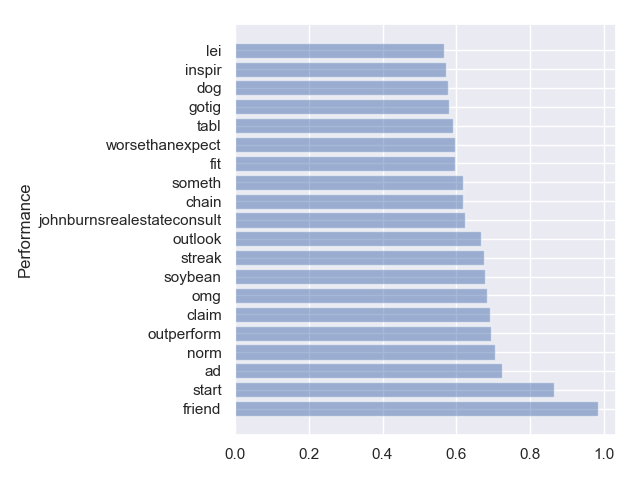 lei
inspir
dog
gotig
tabl
worsethanexpect
fit
someth
chain
johnburnsrealestateconsult
outlook
streak
soybean
omg
claim
outperform
norm
ad
start
friend
Performance
0.0 0.2 0.4 0.6 0.8 1.0